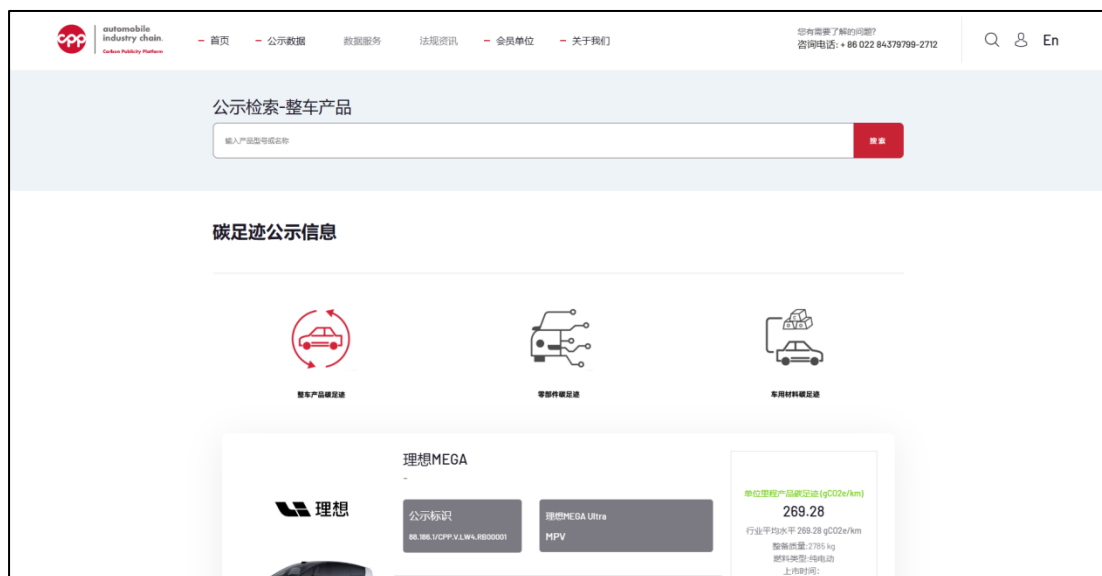 cpp
automobile
industry chain.
Carbon Publicity Platform
首页
公示数据
数据服务
法规资讯
会员单位
关于我们
您有需要了解的问题?
咨询电话: + 86 022 84379799-2712
En
公示检索-整车产品
输入产品型号或名称
搜索
碳足迹公示信息
整车产品碳足迹
零部件碳足迹
车用材料碳足迹
理想
理想MEGA
-
公示标识
88.186.1/CPP.V.LW4.RB00001
理想MEGA Ultra
MPV
单位里程产品碳足迹 (gCO2e/km)
269.28
行业平均水平 269.28 gCO2e/km
整备质量:2785 kg
燃料类型:纯电动
上市时间: